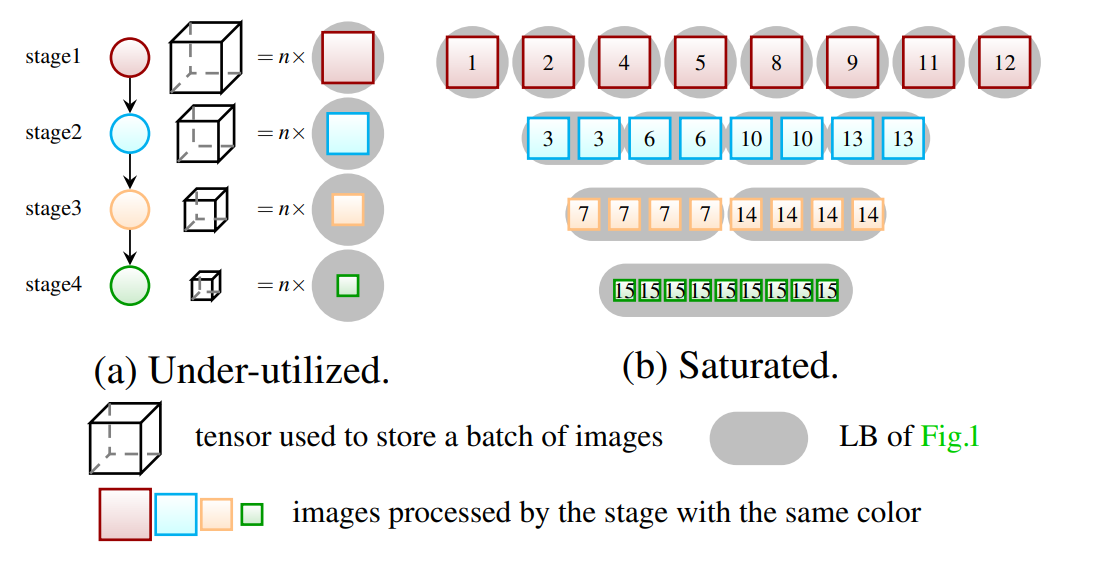 stage1 = n× 1 2 4 5 8 9 11 12
stage2 = n× 3 3 6 6 10 10 13 13
stage3 = n× 7 7 7 7 14 14 14 14
stage4 = n× 15 15 15 15 15 15 15 15 15
(a) Under-utilized. (b) Saturated.
tensor used to store a batch of images LB of Fig.1
images processed by the stage with the same color